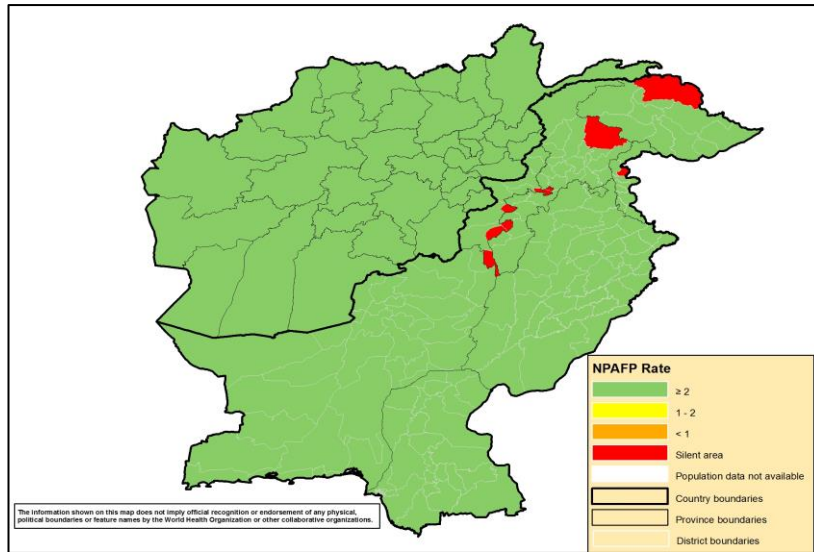 NPAFP Rate
≥ 2
1 - 2
< 1
Silent area
Population data not available
Country boundaries
Province boundaries
District boundaries
The information shown on this map does not imply official recognition or endorsement of any physical,
political boundaries or feature names by the World Health Organization or other collaborative organizations.